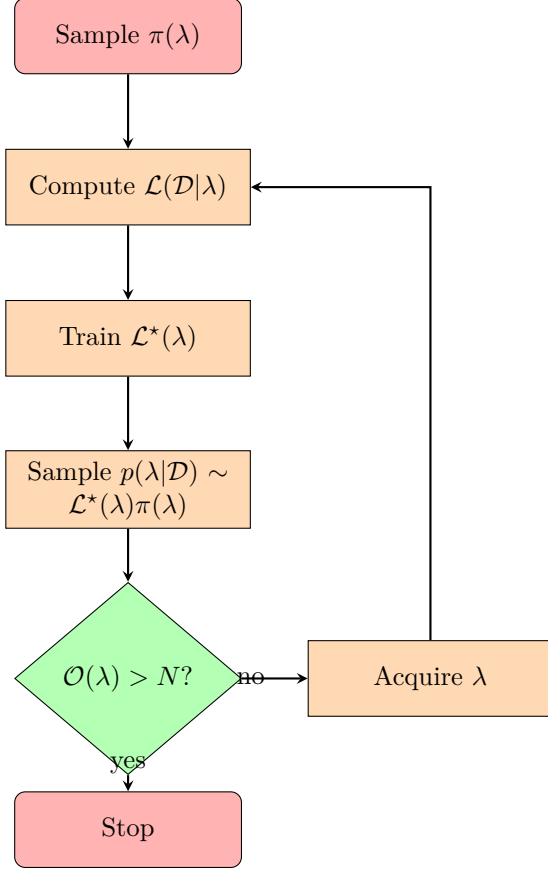 Sample π(λ)
Compute ℒ(𝒟|λ)
Train ℒ⋆(λ)
Sample p(λ|𝒟) ∼
ℒ⋆(λ)π(λ)
𝒪(λ) > N?
no
Acquire λ
yes
Stop